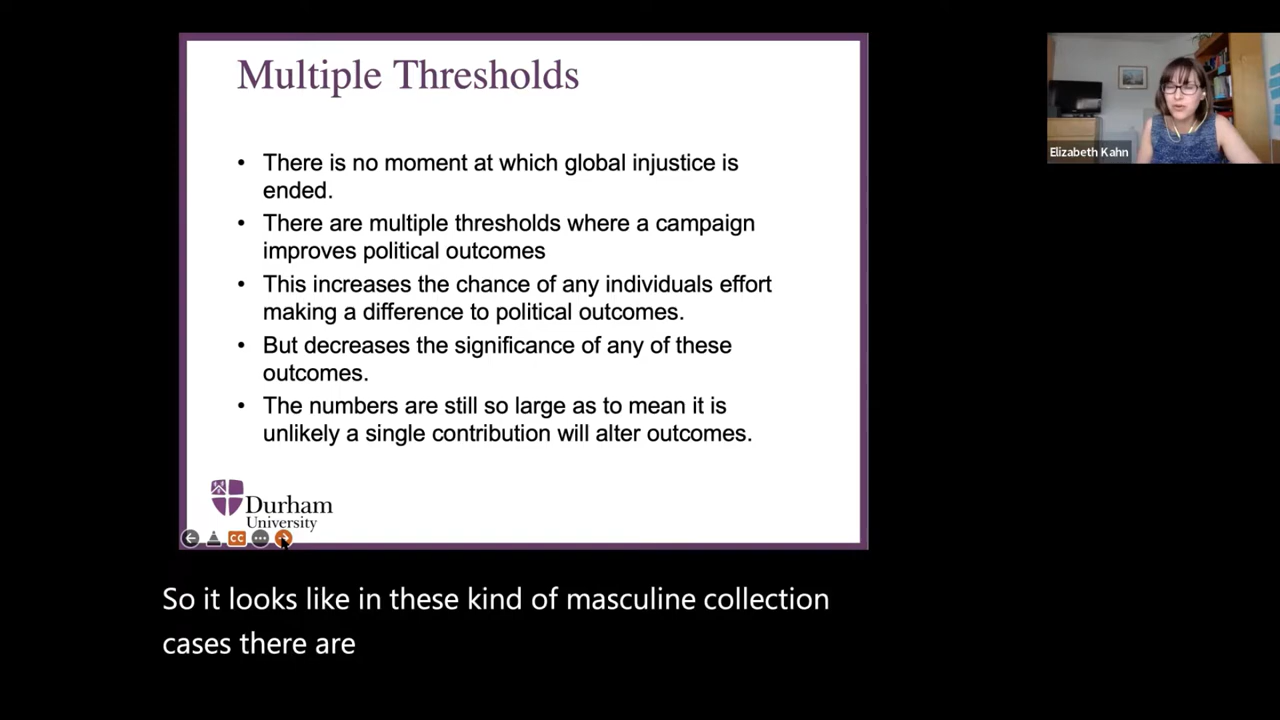 Multiple Thresholds
• There is no moment at which global injustice is
ended.
• There are multiple thresholds where a campaign
improves political outcomes
• This increases the chance of any individuals effort
making a difference to political outcomes.
• But decreases the significance of any of these
outcomes.
• The numbers are still so large as to mean it is
unlikely a single contribution will alter outcomes.
Durham
University
CC
Elizabeth Kahn
So it looks like in these kind of masculine collection
cases there are